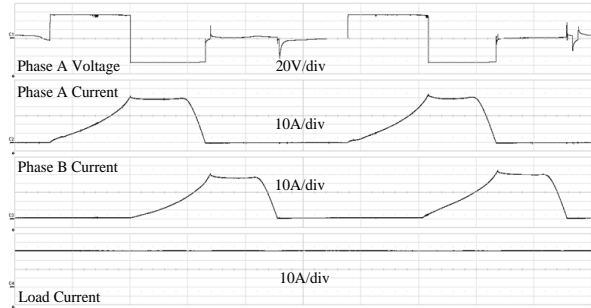 Phase A Voltage
20V/div
Phase A Current
10A/div
Phase B Current
10A/div
10A/div
Load Current